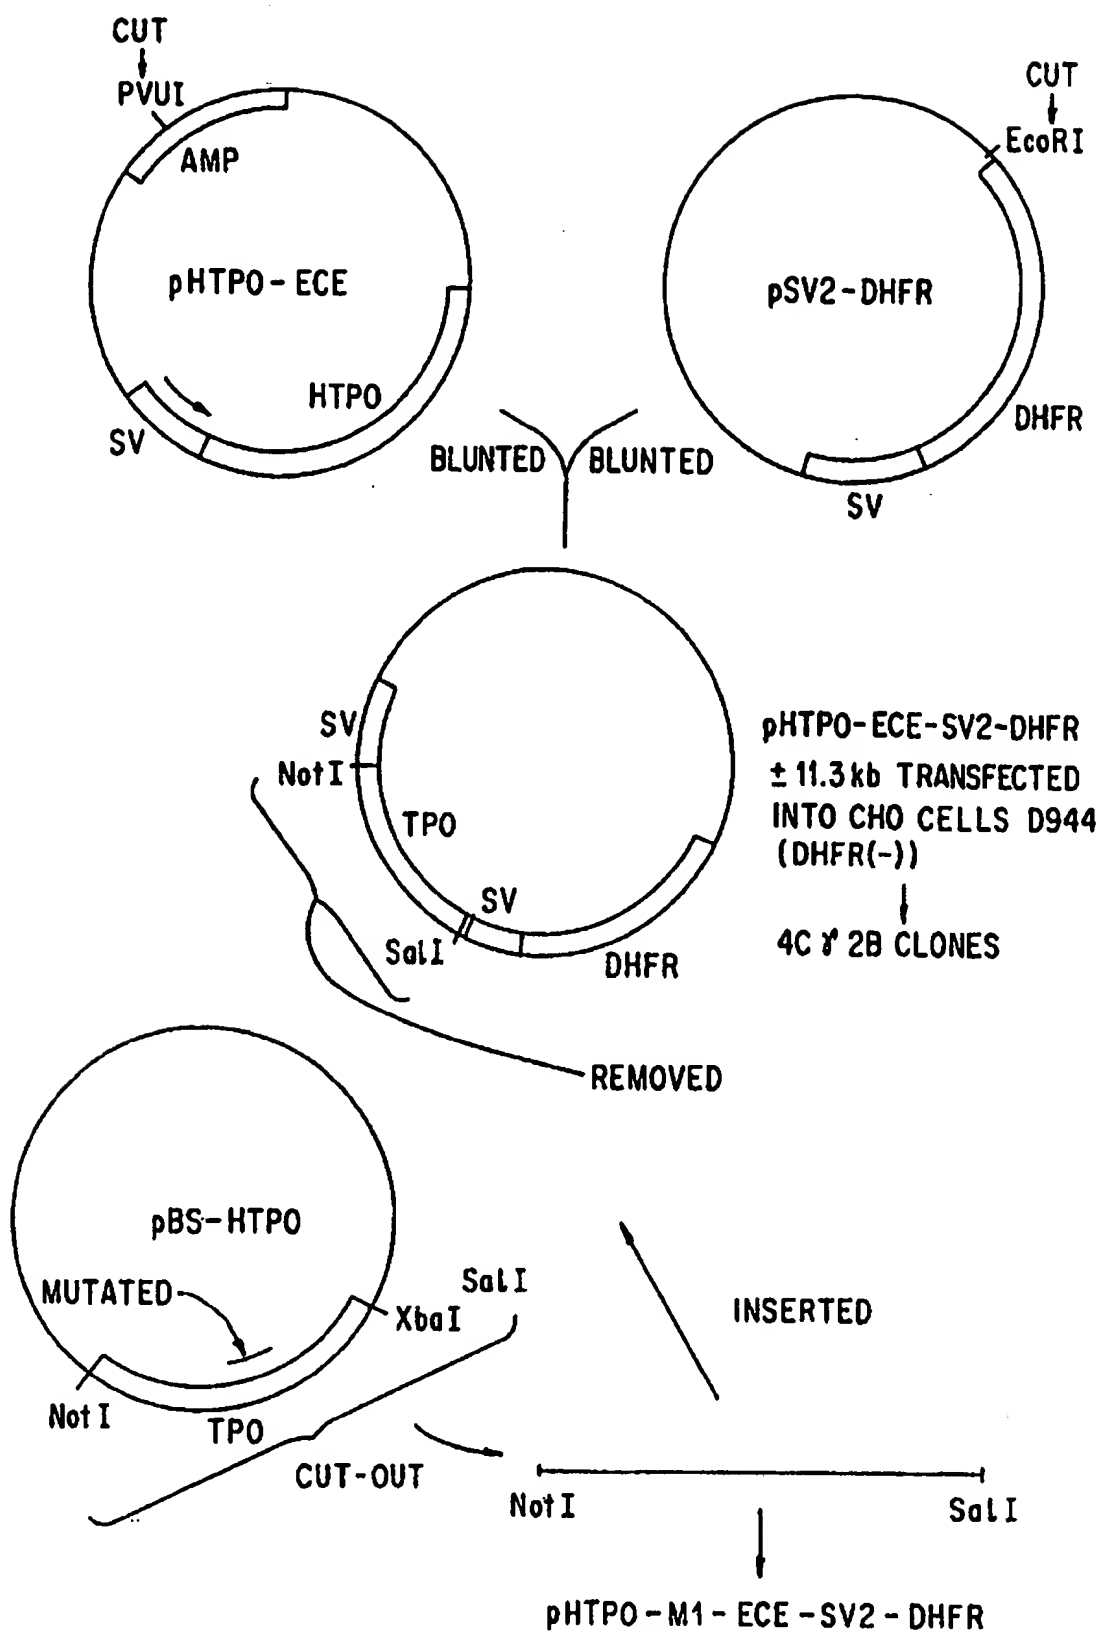 CUT
PVUI
AMP
pHTPO-ECE
HTPO
SV
CUT
EcoRI
pSV2-DHFR
DHFR
SV
BLUNTED
BLUNTED
SV
NotI
TPO
SV
SalI
DHFR
pHTPO-ECE-SV2-DHFR
± 11.3kb TRANSFECTED
INTO CHO CELLS D944
(DHFR(-))
4C γ 2B CLONES
REMOVED
pBS-HTPO
MUTATED
SalI
XbaI
NotI
TPO
CUT-OUT
INSERTED
NotI
SalI
pHTPO-M1-ECE-SV2-DHFR